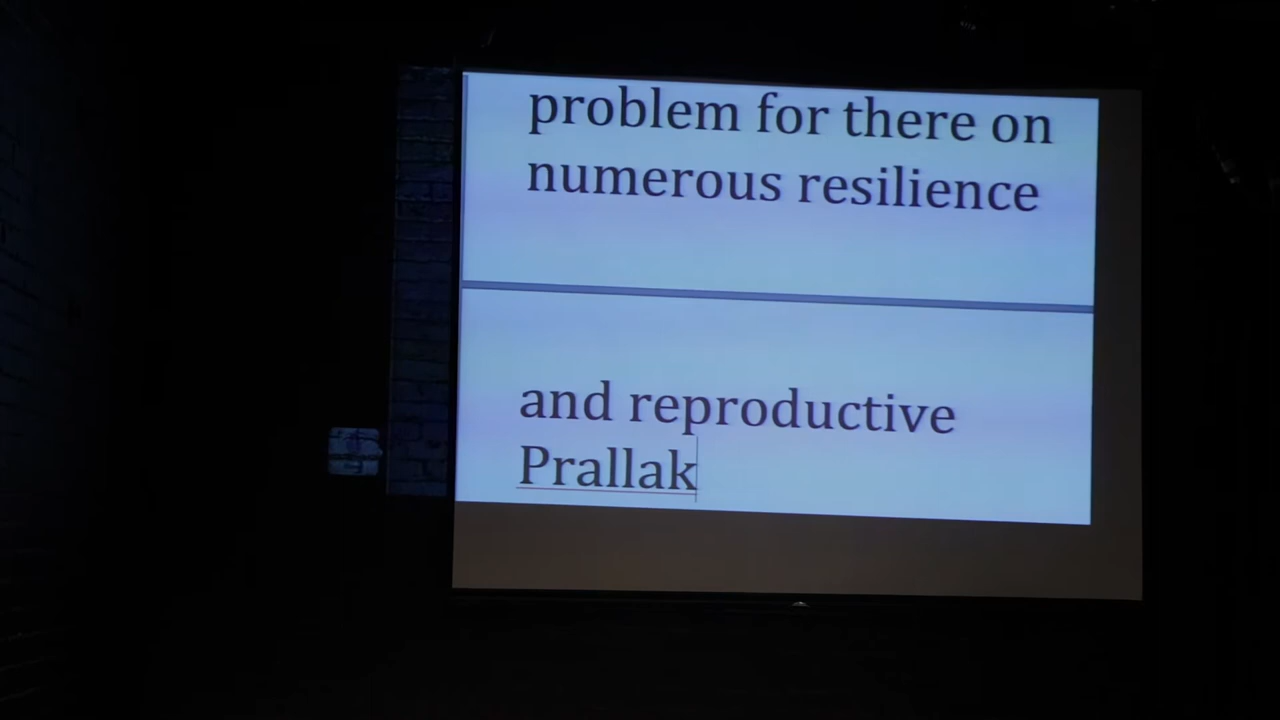 problem for there on
numerous resilience
and reproductive
Prallak